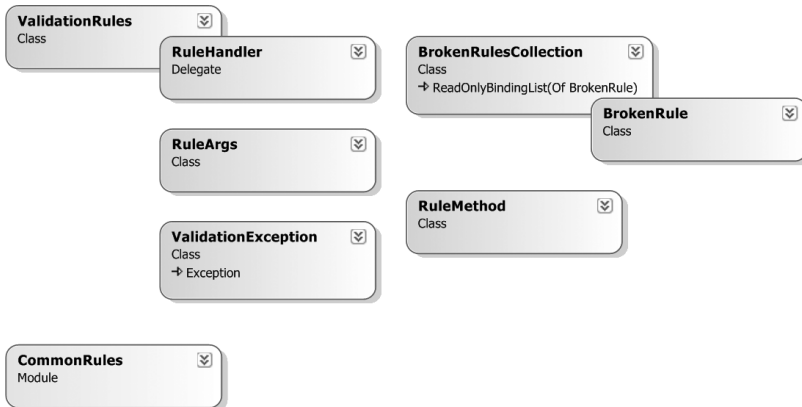 ValidationRules
Class
RuleHandler
Delegate
BrokenRulesCollection
Class
ReadOnlyBindingList(Of BrokenRule)
BrokenRule
Class
RuleArgs
Class
RuleMethod
Class
ValidationException
Class
Exception
CommonRules
Module